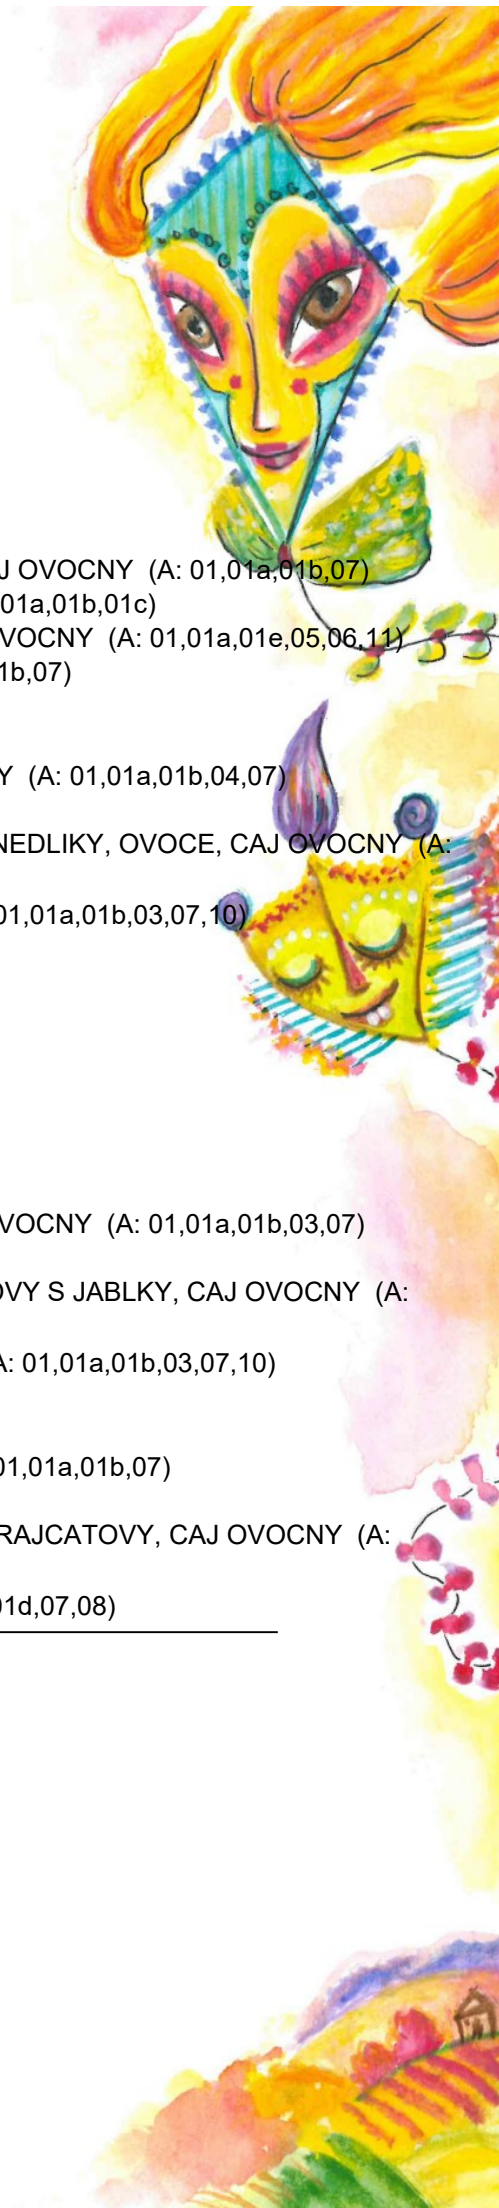 J OVOCNY (A: 01,01a,01b,07)
01a,01b,01c)
VOCNY (A: 01,01a,01e,05,06,11)
1b,07)
Y (A: 01,01a,01b,04,07)
NEDLIKY, OVOCE, CAJ OVOCNY (A:
01,01a,01b,03,07,10)
VOCNY (A: 01,01a,01b,03,07)
OVY S JABLKY, CAJ OVOCNY (A:
A: 01,01a,01b,03,07,10)
01,01a,01b,07)
RAJCATOVY, CAJ OVOCNY (A:
01d,07,08)